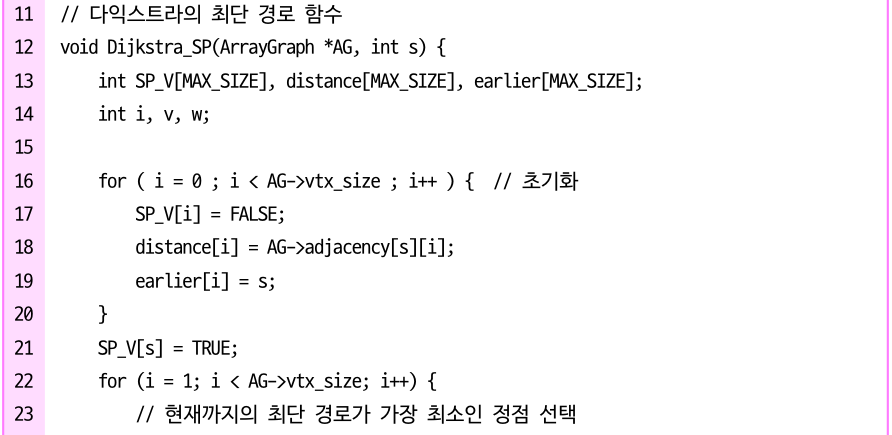 11 // 다익스트라의 최단 경로 함수
12 void Dijkstra_SP(ArrayGraph *AG, int s) {
13     int SP_V[MAX_SIZE], distance[MAX_SIZE], earlier[MAX_SIZE];
14     int i, v, w;
15
16     for ( i = 0 ; i < AG->vtx_size ; i++ ) {  // 초기화
17         SP_V[i] = FALSE;
18         distance[i] = AG->adjacency[s][i];
19         earlier[i] = s;
20     }
21     SP_V[s] = TRUE;
22     for (i = 1; i < AG->vtx_size; i++) {
23         // 현재까지의 최단 경로가 가장 최소인 정점 선택